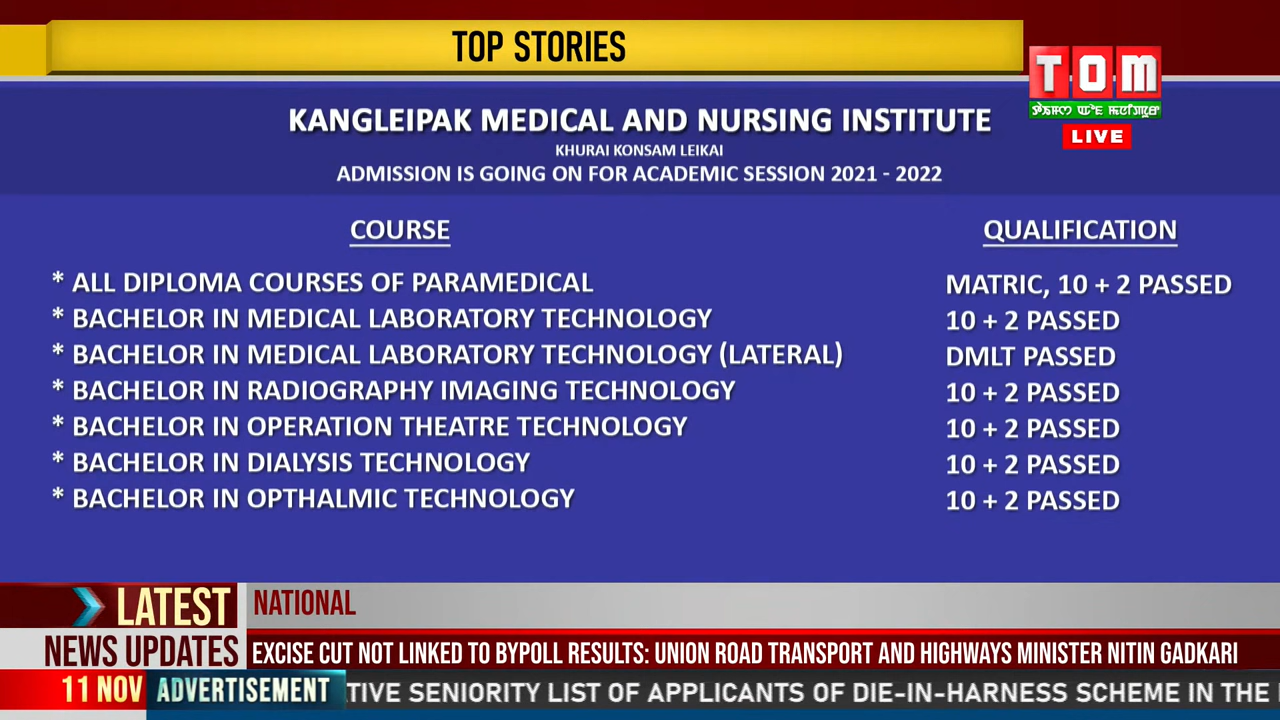 TOP STORIES
TOM
LIVE
KANGLEIPAK MEDICAL AND NURSING INSTITUTE
KHURAI KONSAM LEIKAI
ADMISSION IS GOING ON FOR ACADEMIC SESSION 2021 - 2022
COURSE QUALIFICATION
* ALL DIPLOMA COURSES OF PARAMEDICAL MATRIC, 10 + 2 PASSED
* BACHELOR IN MEDICAL LABORATORY TECHNOLOGY 10 + 2 PASSED
* BACHELOR IN MEDICAL LABORATORY TECHNOLOGY (LATERAL) DMLT PASSED
* BACHELOR IN RADIOGRAPHY IMAGING TECHNOLOGY 10 + 2 PASSED
* BACHELOR IN OPERATION THEATRE TECHNOLOGY 10 + 2 PASSED
* BACHELOR IN DIALYSIS TECHNOLOGY 10 + 2 PASSED
* BACHELOR IN OPTHALMIC TECHNOLOGY 10 + 2 PASSED
LATEST NATIONAL
NEWS UPDATES EXCISE CUT NOT LINKED TO BYPOLL RESULTS: UNION ROAD TRANSPORT AND HIGHWAYS MINISTER NITIN GADKARI
11 NOV ADVERTISEMENT TIVE SENIORITY LIST OF APPLICANTS OF DIE-IN-HARNESS SCHEME IN THE